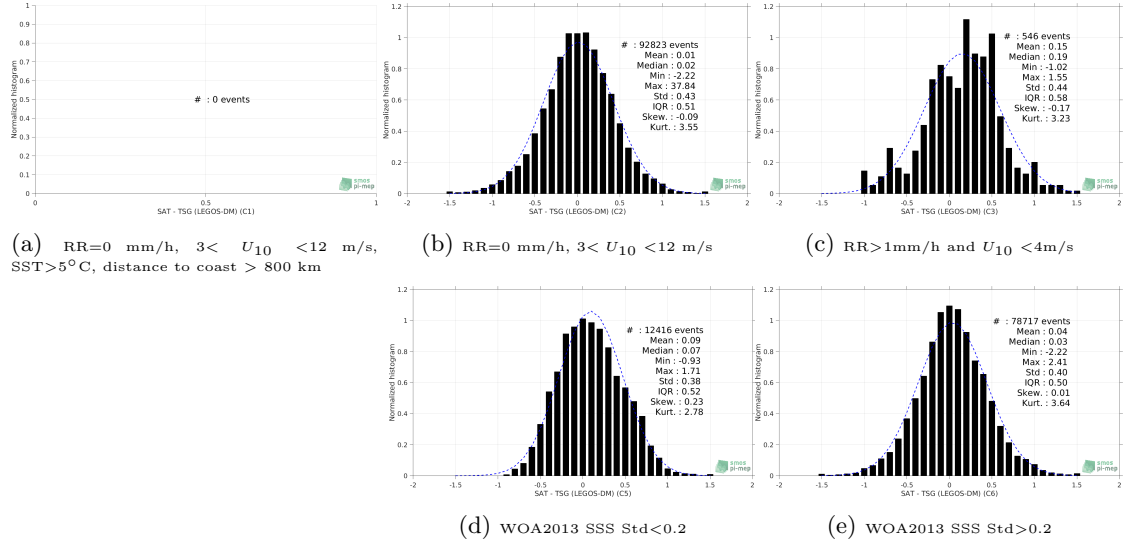 1
0.9
0.8
0.7
0.6
0.5
0.4
0.3
0.2
0.1
0
Normalized histogram
# : 0 events
smos
pi-mep
0 0.5 1
SAT - TSG (LEGOS-DM) (C1)
(a) RR=0 mm/h, 3< U10 <12 m/s,
SST>5°C, distance to coast > 800 km
1.2
1
0.8
0.6
0.4
0.2
0
Normalized histogram
# : 92823 events
Mean : 0.01
Median : 0.02
Min : -2.22
Max : 37.84
Std : 0.43
IQR : 0.51
Skew. : -0.09
Kurt. : 3.55
smos
pi-mep
-2 -1.5 -1 -0.5 0 0.5 1 1.5 2
SAT - TSG (LEGOS-DM) (C2)
(b) RR=0 mm/h, 3< U10 <12 m/s
1.2
1
0.8
0.6
0.4
0.2
0
Normalized histogram
# : 546 events
Mean : 0.15
Median : 0.19
Min : -1.02
Max : 1.55
Std : 0.44
IQR : 0.58
Skew. : -0.17
Kurt. : 3.23
smos
pi-mep
-2 -1.5 -1 -0.5 0 0.5 1 1.5 2
SAT - TSG (LEGOS-DM) (C3)
(c) RR>1mm/h and U10 <4m/s
1.2
1
0.8
0.6
0.4
0.2
0
Normalized histogram
# : 12416 events
Mean : 0.09
Median : 0.07
Min : -0.93
Max : 1.71
Std : 0.38
IQR : 0.52
Skew. : 0.23
Kurt. : 2.78
smos
pi-mep
-2 -1.5 -1 -0.5 0 0.5 1 1.5 2
SAT - TSG (LEGOS-DM) (C5)
(d) WOA2013 SSS Std<0.2
1.2
1
0.8
0.6
0.4
0.2
0
Normalized histogram
# : 78717 events
Mean : 0.04
Median : 0.03
Min : -2.22
Max : 2.41
Std : 0.40
IQR : 0.50
Skew. : 0.01
Kurt. : 3.64
smos
pi-mep
-2 -1.5 -1 -0.5 0 0.5 1 1.5 2
SAT - TSG (LEGOS-DM) (C6)
(e) WOA2013 SSS Std>0.2